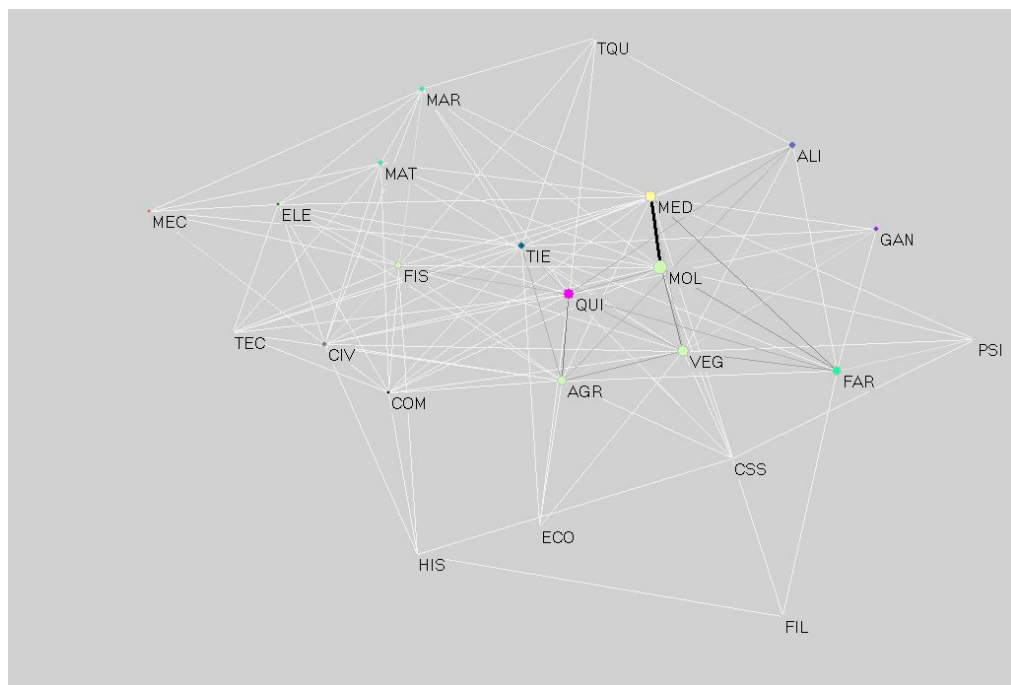 TQU
MAR
ALI
MAT
MED
MEC
ELE
GAN
TIE
FIS
MOL
QUI
TEC
CIV
PSI
VEG
FAR
AGR
COM
CSS
ECO
HIS
FIL